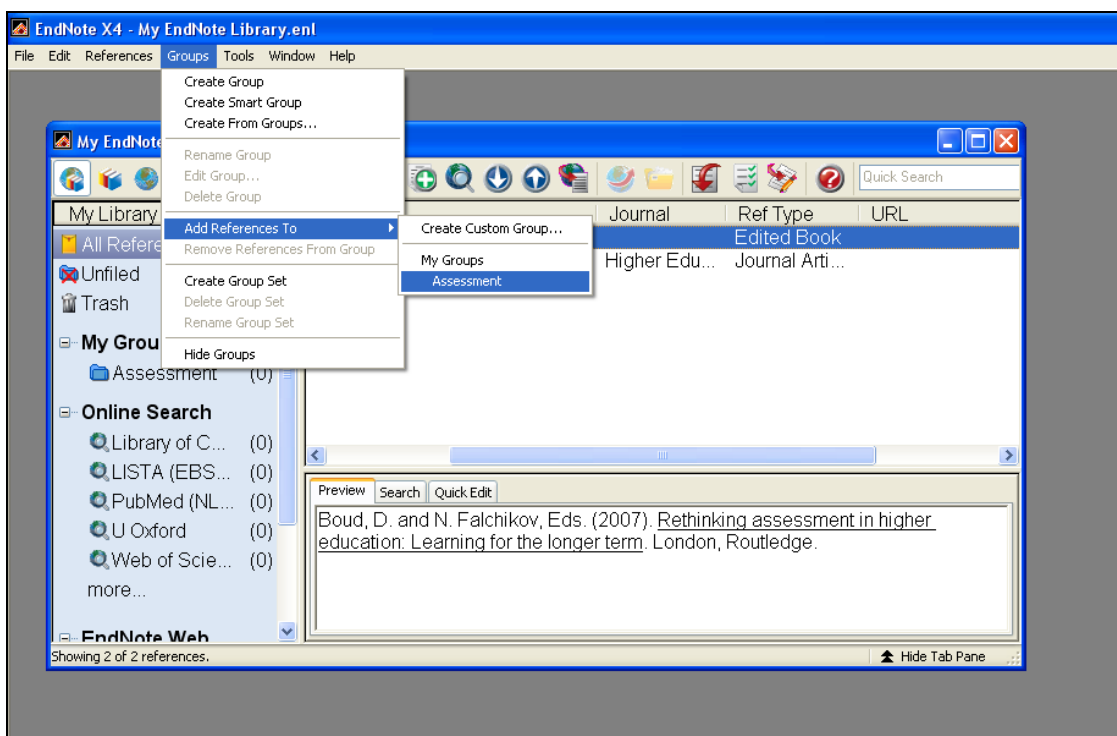 EndNote X4 - My EndNote Library.enl
File Edit References Groups Tools Window Help
Create Group
Create Smart Group
Create From Groups...
Rename Group
Edit Group...
Delete Group
Add References To
Remove References From Group
Create Group Set
Delete Group Set
Rename Group Set
Hide Groups
Create Custom Group...
My Groups
Assessment
My EndNote
Quick Search
My Library
Journal Ref Type URL
All Refere
Edited Book
Higher Edu... Journal Arti...
Unfiled
Trash
My Grou
Assessment (0)
Online Search
Library of C... (0)
LISTA (EBS... (0)
PubMed (NL... (0)
U Oxford (0)
Web of Scie... (0)
more...
EndNote Web
Preview Search Quick Edit
Boud, D. and N. Falchikov, Eds. (2007). Rethinking assessment in higher
education: Learning for the longer term. London, Routledge.
Showing 2 of 2 references.
Hide Tab Pane